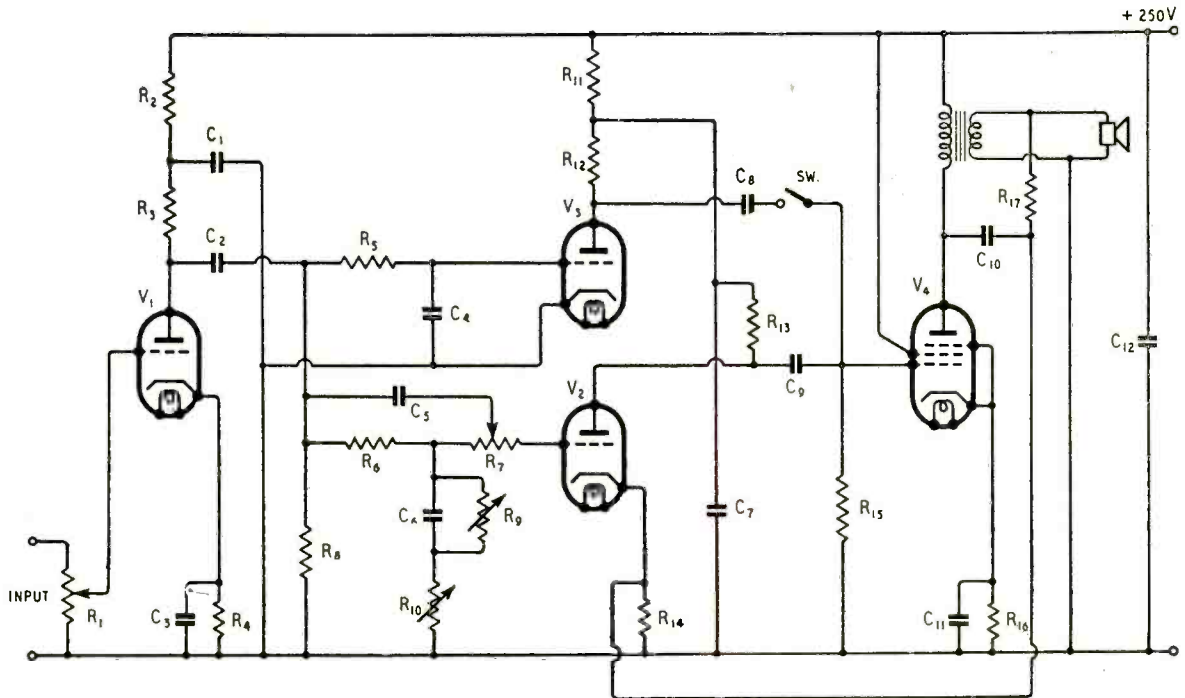 + 250V
R₂
C₁
R₃
C₂
V₁
R₅
C₄
R₁₁
R₁₂
V₃
C₈
SW.
R₁₇
C₁₀
V₄
R₁₃
C₉
C₁₂
V₂
C₅
R₆
R₇
R₉
R₈
R₁₀
C₇
R₁₅
INPUT
R₁
C₃
R₄
R₁₄
C₁₁
R₁₆